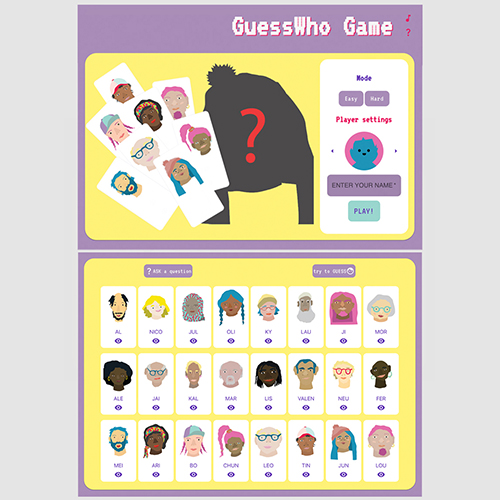 GuessWho Game
?
?
Mode
Easy Hard
Player settings
ENTER YOUR NAME*
PLAY!
? ASK a question
try to GUESS
AL NICO JUL OLI KY LAU JI MOR
ALE JAI KAL MAR LIS VALEN NEU FER
MEI ARI BO CHUN LEO TIN JUN LOU